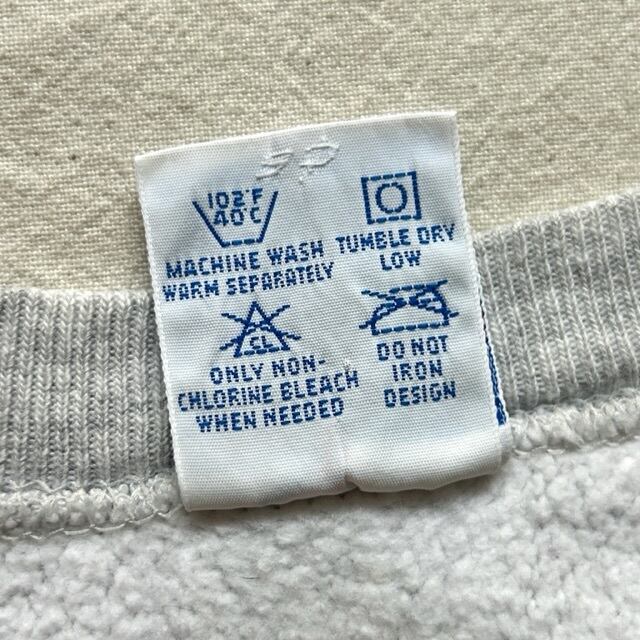 102°F
40°C
MACHINE WASH
WARM SEPARATELY
TUMBLE DRY
LOW
CL
ONLY NON-
CHLORINE BLEACH
WHEN NEEDED
DO NOT
IRON
DESIGN